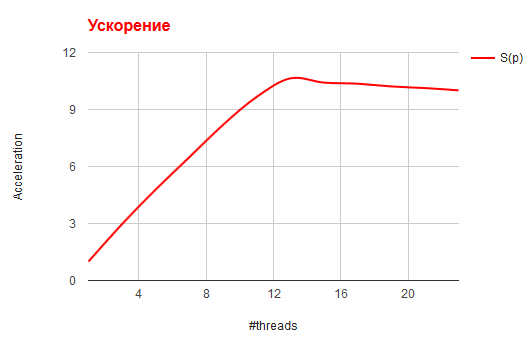 Ускорение
S(p)
12
9
6
3
0
Acceleration
4 8 12 16 20
#threads